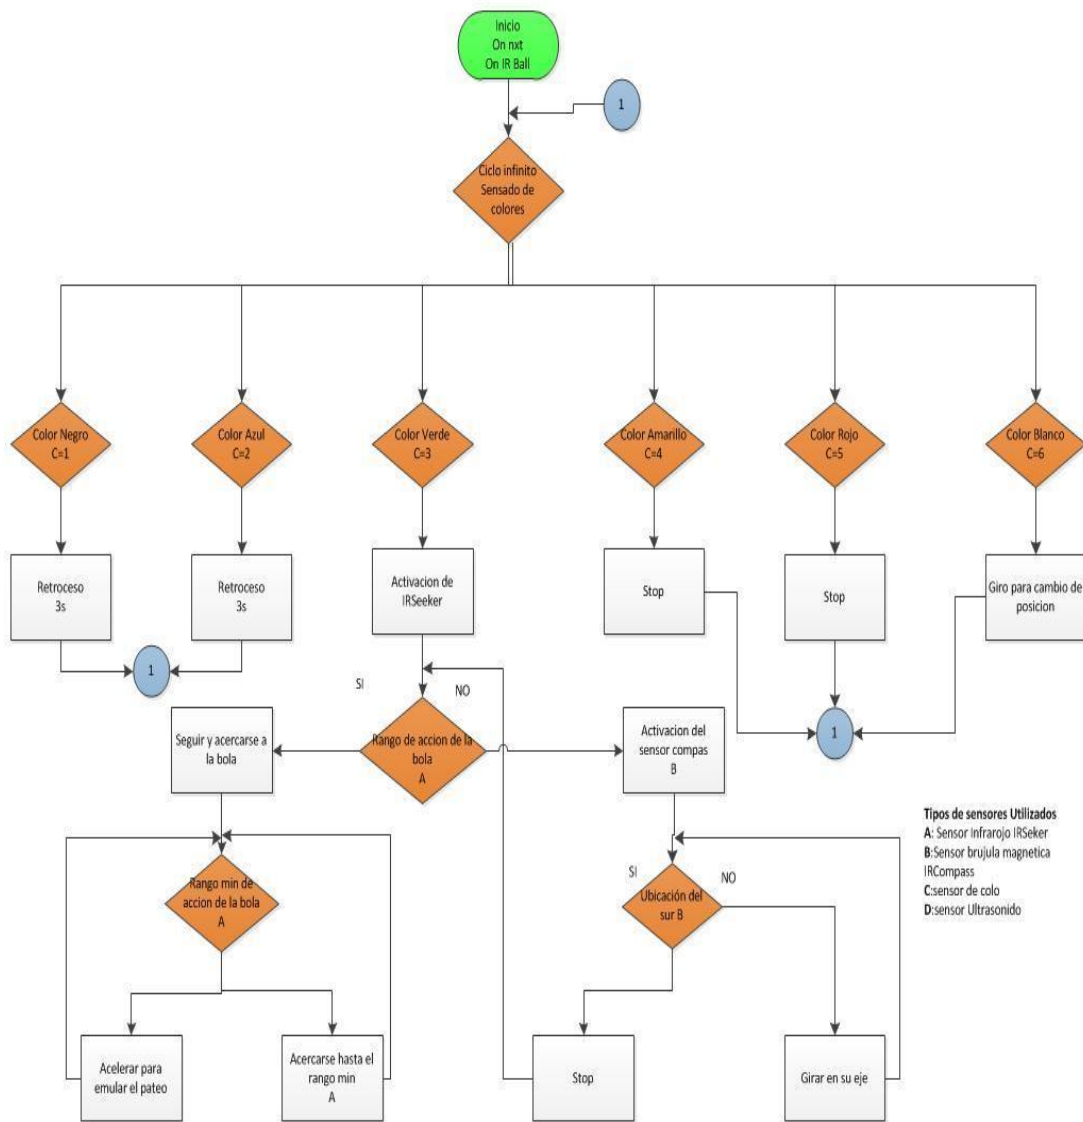 Inicio
On nxt
On IR Ball
1
Ciclo infinito
Sensado de
colores
Color Negro
C=1
Color Azul
C=2
Color Verde
C=3
Color Amarillo
C=4
Color Rojo
C=5
Color Blanco
C=6
Retroceso
3s
Retroceso
3s
Activacion de
IRSeeker
Stop
Stop
Giro para cambio de
posicion
1
SI
NO
1
Seguir y acercarse a
la bola
Rango de accion de la
bola
A
Activacion del
sensor compas
B
Tipos de sensores Utilizados
A: Sensor Infrarojo IRSeker
B:Sensor brujula magnetica
IRCompass
C:sensor de colo
D:sensor Ultrasonido
Rango min de
accion de la bola
A
SI
NO
Ubicación del
sur B
Acelerar para
emular el pateo
Acercarse hasta el
rango min
A
Stop
Girar en su eje